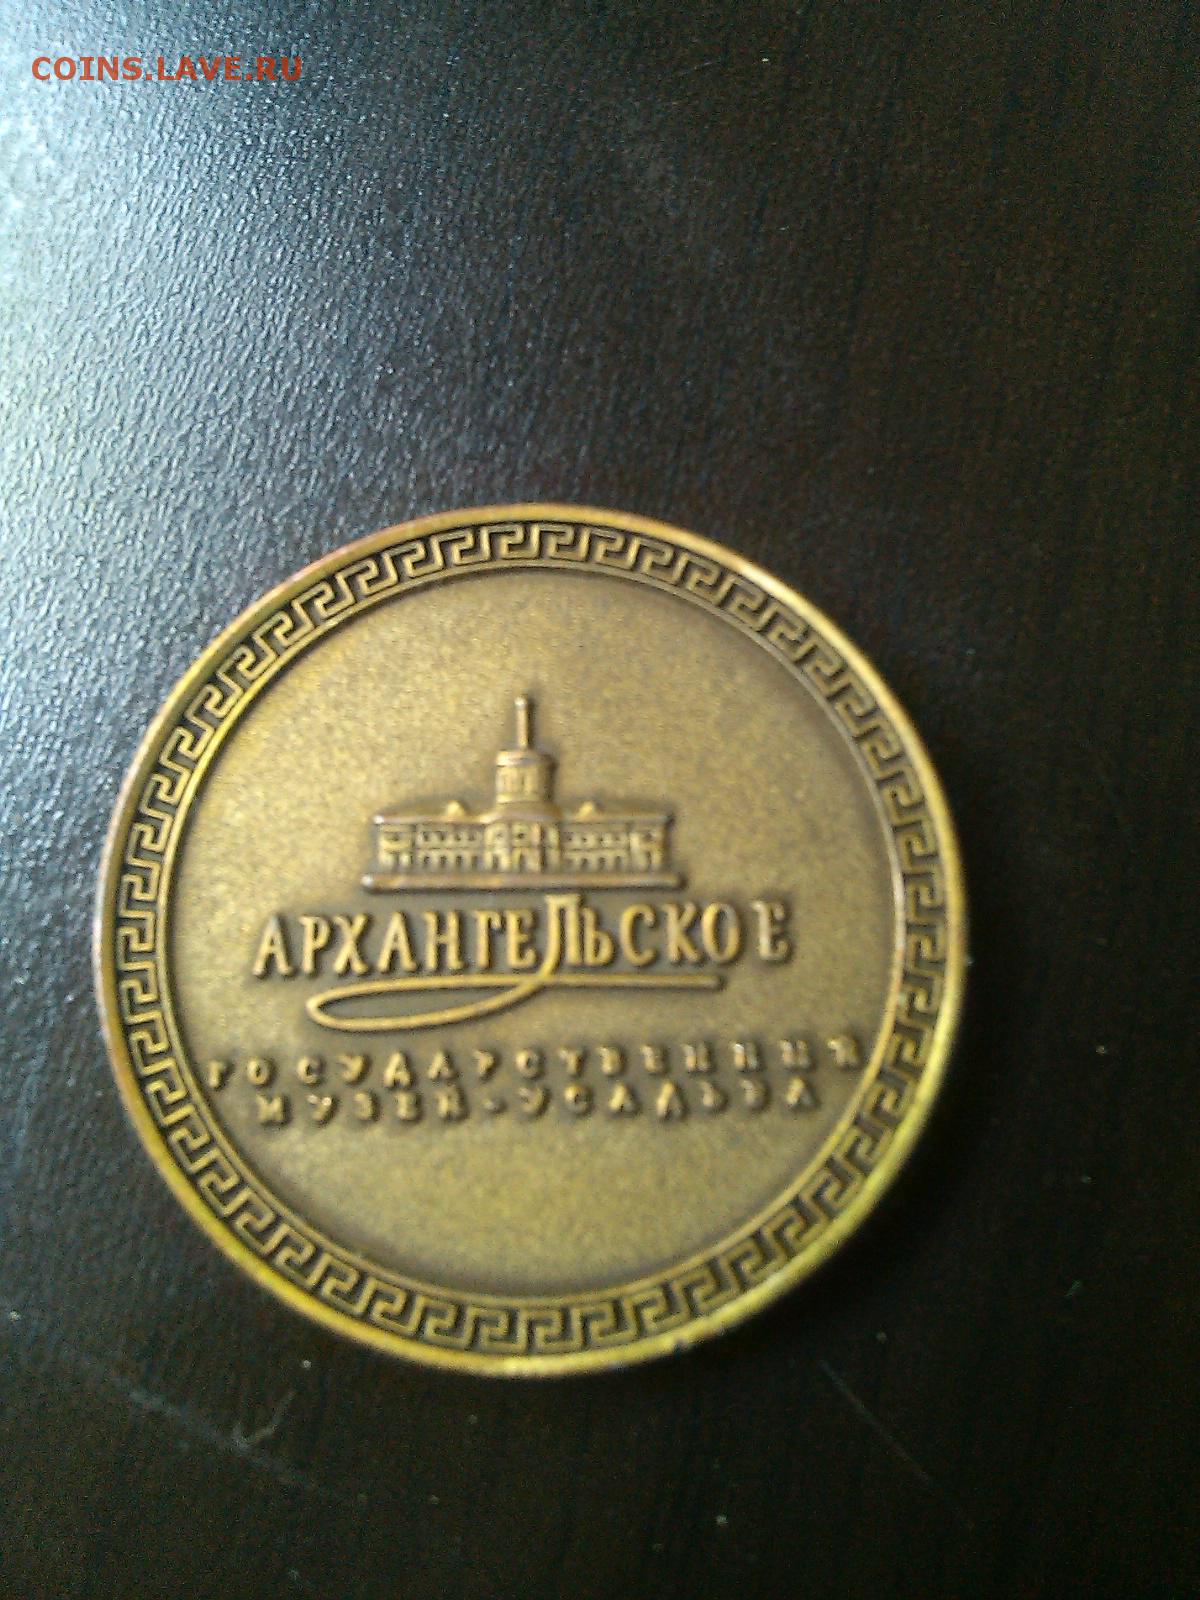 COINS.LAVE.RU
АРХАНГЕЛЬСКОЕ
ГОСУДАРСТВЕННЫЙ
МУЗЕЙ-УСАДЬБА